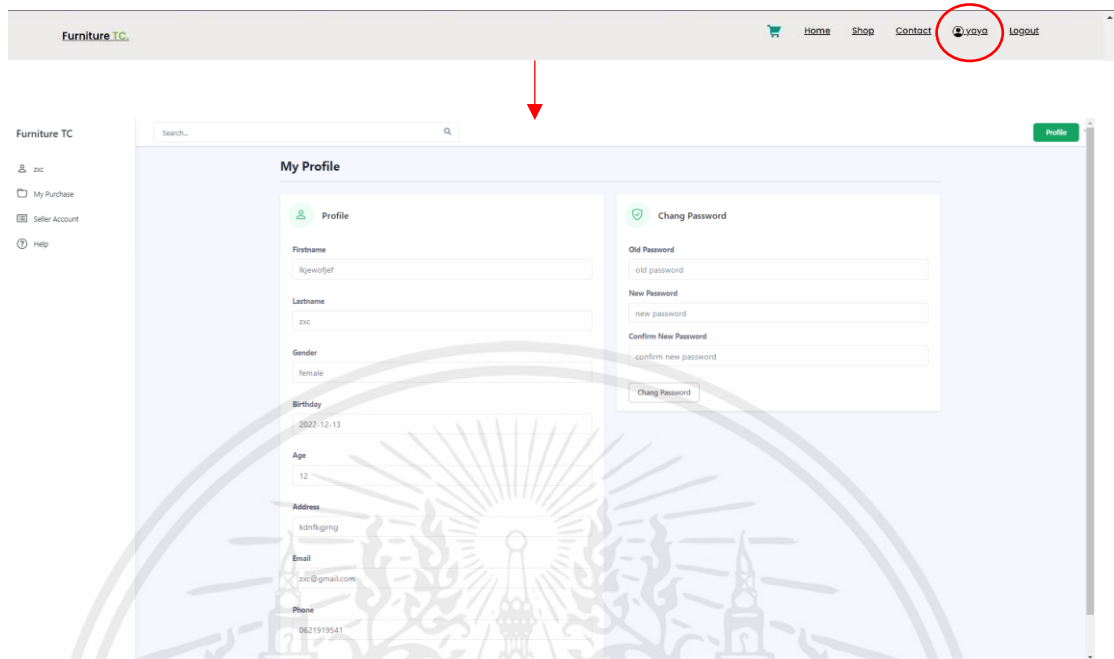 Furniture TC.
Home Shop Contact yaya Logout
Furniture TC
Search..
Profile
zxc
My Purchase
Seller Account
Help
My Profile
Profile
Firstname
lkjewofjef
Lastname
zxc
Gender
female
Birthday
2022-12-13
Age
12
Address
kdnfkgjrng
Email
zxc@gmail.com
Phone
0621919541
Chang Password
Old Password
old password
New Password
new password
Confirm New Password
confirm new password
Chang Password